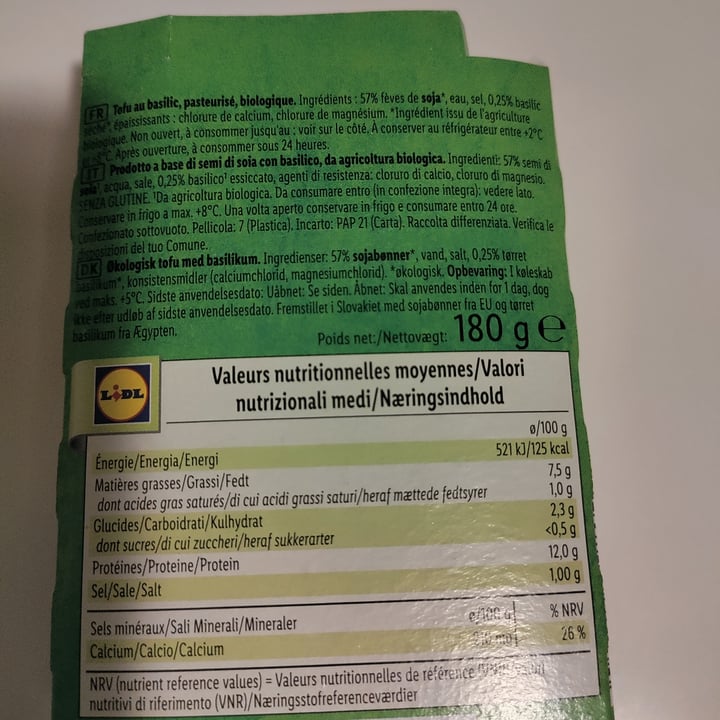 FR Tofu au basilic, pasteurisé, biologique. Ingrédients : 57% fèves de soja*, eau, sel, 0,25% basilic
séché*, épaississants : chlorure de calcium, chlorure de magnésium. *Ingrédient issu de l'agriculture
biologique. Non ouvert, à consommer jusqu'au : voir sur le côté. À conserver au réfrigérateur entre +2°C
°C. Après ouverture, à consommer sous 24 heures.
IT Prodotto a base di semi di soia con basilico, da agricoltura biologica. Ingredienti: 57% semi di
soia¹, acqua, sale, 0,25% basilico¹ essiccato, agenti di resistenza: cloruro di calcio, cloruro di magnesio.
SENZA GLUTINE. ¹Da agricoltura biologica. Da consumare entro (in confezione integra): vedere lato.
Conservare in frigo a max. +8°C. Una volta aperto conservare in frigo e consumare entro 24 ore.
Confezionato sottovuoto. Pellicola: 7 (Plastica). Incarto: PAP 21 (Carta). Raccolta differenziata. Verifica le
disposizioni del tuo Comune.
DK Økologisk tofu med basilikum. Ingredienser: 57% sojabønner*, vand, salt, 0,25% tørret
basilikum*, konsistensmidler (calciumchlorid, magnesiumchlorid). *økologisk. Opbevaring: I køleskab
ved maks. +5°C. Sidste anvendelsesdato: Uåbnet: Se siden. Åbnet: Skal anvendes inden for 1 dag, dog
ikke efter udløb af sidste anvendelsesdato. Fremstillet i Slovakiet med sojabønner fra EU og tørret
basilikum fra Ægypten.
Poids net:/Nettovægt: 180 g e
LIDL
Valeurs nutritionnelles moyennes/Valori
nutrizionali medi/Næringsindhold
ø/100 g
Énergie/Energia/Energi 521 kJ/125 kcal
Matières grasses/Grassi/Fedt 7,5 g
dont acides gras saturés/di cui acidi grassi saturi/heraf mættede fedtsyrer 1,0 g
Glucides/Carboidrati/Kulhydrat 2,3 g
dont sucres/di cui zuccheri/heraf sukkerarter <0,5 g
Protéines/Proteine/Protein 12,0 g
Sel/Sale/Salt 1,00 g
Sels minéraux/Sali Minerali/Mineraler ø/100 g % NRV
Calcium/Calcio/Calcium 26 %
NRV (nutrient reference values) = Valeurs nutritionnelles de référence
nutritivi di riferimento (VNR)/Næringsstofreferenceværdier